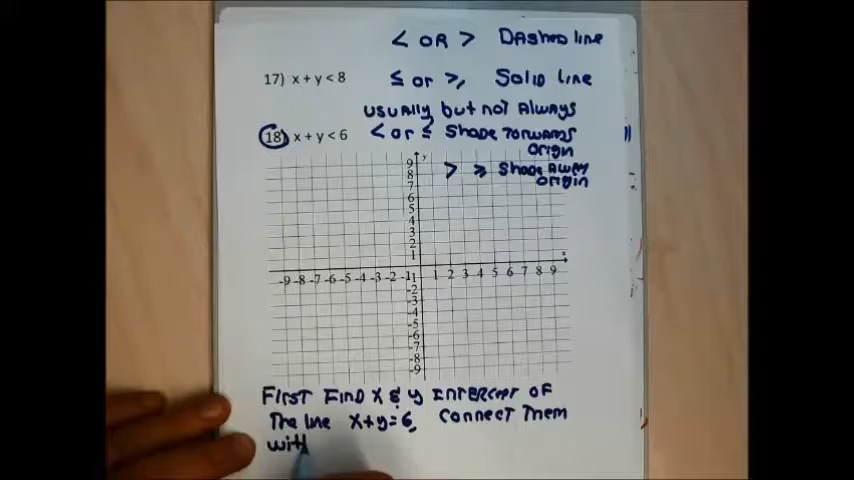 < OR > DASHED line
17) x + y < 8 ≤ or ≥, Solid Line
usually but not Always
18) x + y < 6 < or ≤ Shade Towards
Origin
> ≥ Shade Away
origin
y
9
8
7
6
5
4
3
2
1
x
-9 -8 -7 -6 -5 -4 -3 -2 -1 1 2 3 4 5 6 7 8 9
-2
-3
-4
-5
-6
-7
-8
-9
First Find X & y INTERCEPT OF
The line x+y=6, Connect Them
with